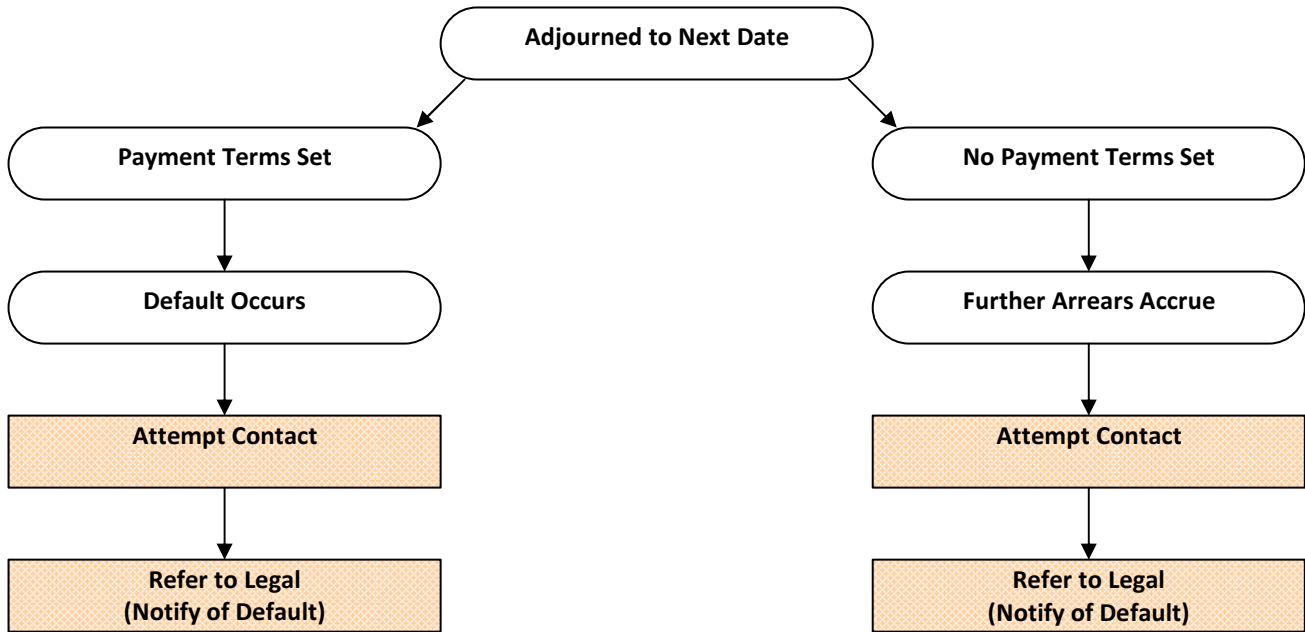 Adjourned to Next Date
Payment Terms Set
No Payment Terms Set
Default Occurs
Further Arrears Accrue
Attempt Contact
Attempt Contact
Refer to Legal
(Notify of Default)
Refer to Legal
(Notify of Default)